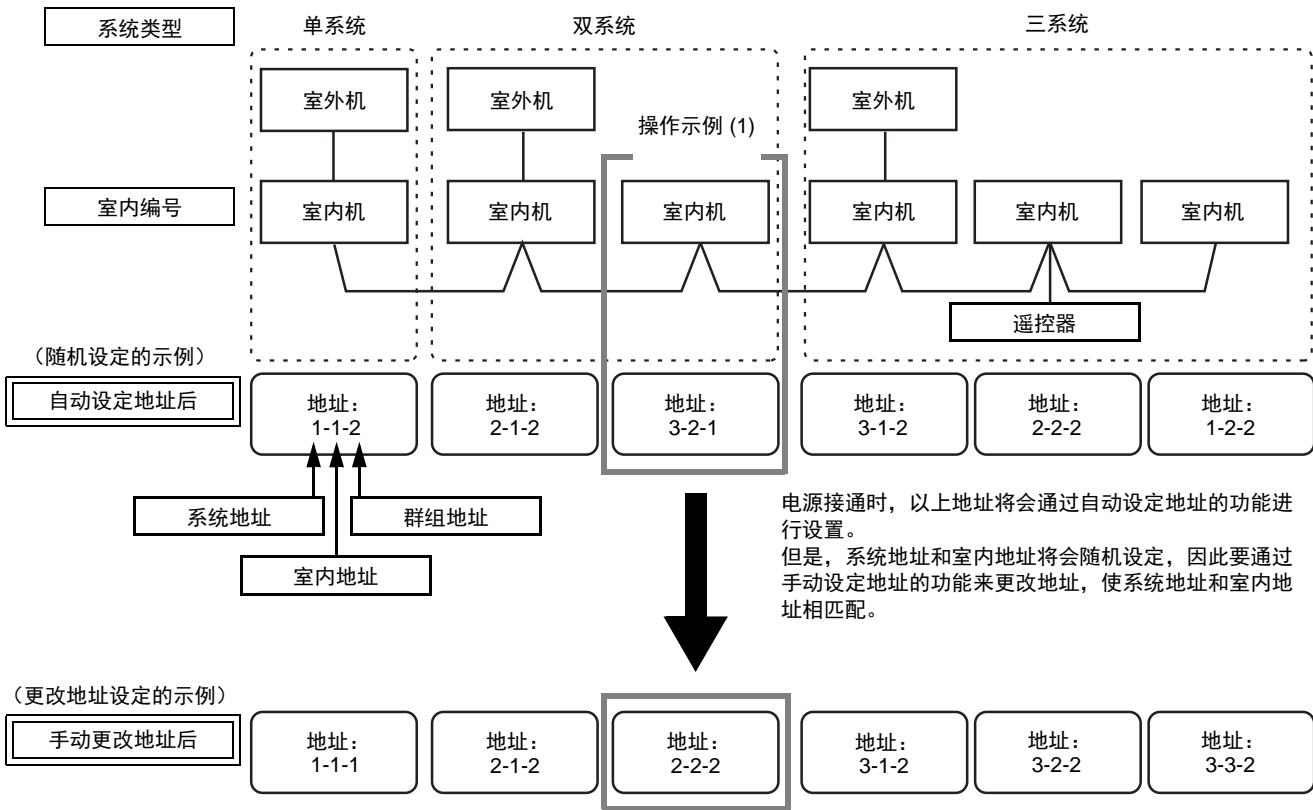 系统类型
单系统
双系统
三系统
室外机
室外机
室外机
操作示例 (1)
室内编号
室内机
室内机
室内机
室内机
室内机
室内机
遥控器
（随机设定的示例）
自动设定地址后
地址：
1-1-2
地址：
2-1-2
地址：
3-2-1
地址：
3-1-2
地址：
2-2-2
地址：
1-2-2
系统地址
群组地址
室内地址
电源接通时，以上地址将会通过自动设定地址的功能进
行设置。
但是，系统地址和室内地址将会随机设定，因此要通过
手动设定地址的功能来更改地址，使系统地址和室内地
址相匹配。
（更改地址设定的示例）
手动更改地址后
地址：
1-1-1
地址：
2-1-2
地址：
2-2-2
地址：
3-1-2
地址：
3-2-2
地址：
3-3-2